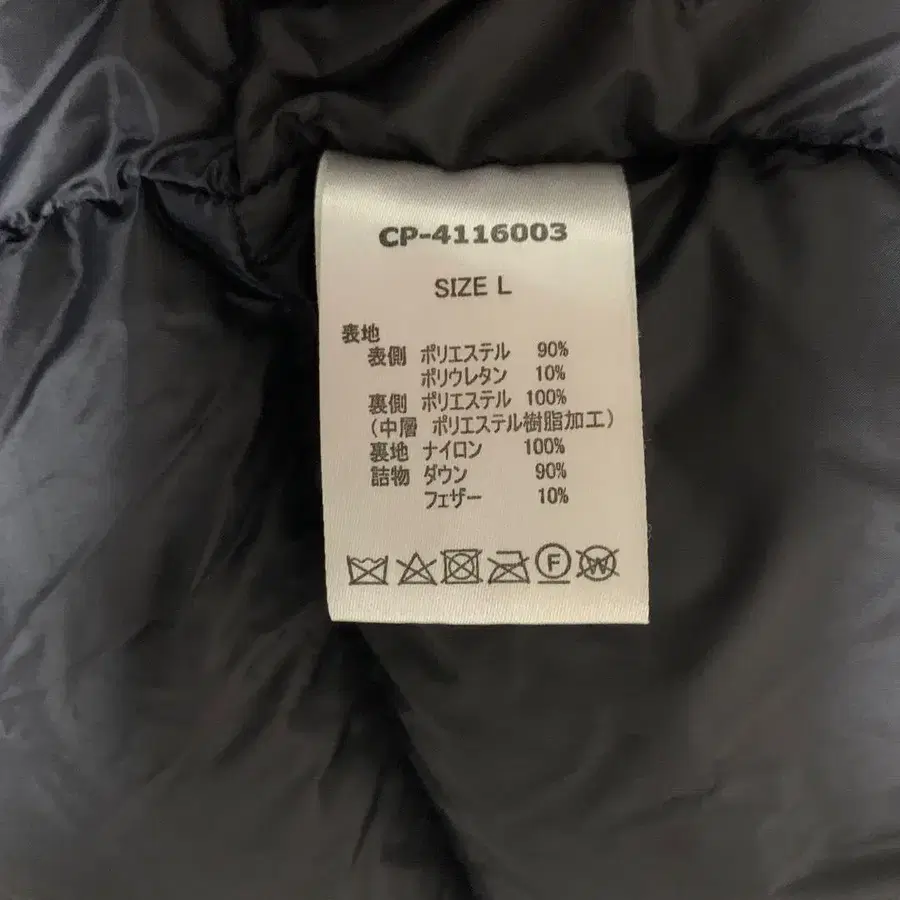 CP-4116003
SIZE L
表地
表側 ポリエステル 90%
ポリウレタン 10%
裏側 ポリエステル 100%
(中層 ポリエステル樹脂加工)
裏地 ナイロン 100%
詰物 ダウン 90%
フェザー 10%
F W